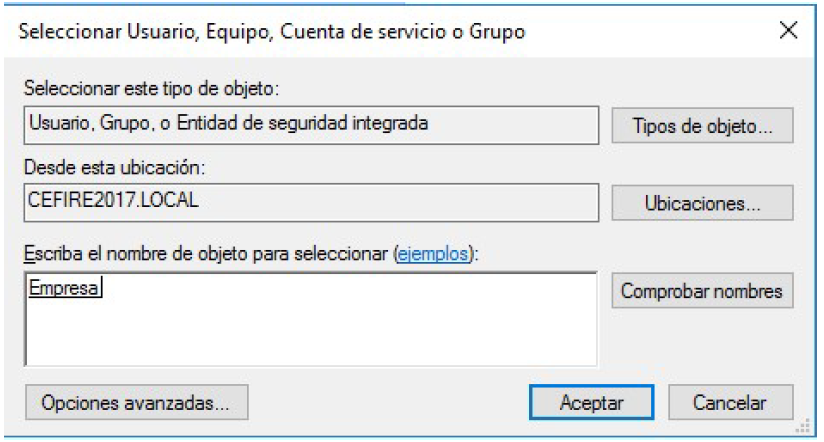 Seleccionar Usuario, Equipo, Cuenta de servicio o Grupo
Seleccionar este tipo de objeto:
Usuario, Grupo, o Entidad de seguridad integrada
Tipos de objeto...
Desde esta ubicación:
CEFIRE2017.LOCAL
Ubicaciones...
Escriba el nombre de objeto para seleccionar (ejemplos):
Empresa
Comprobar nombres
Opciones avanzadas...
Aceptar
Cancelar